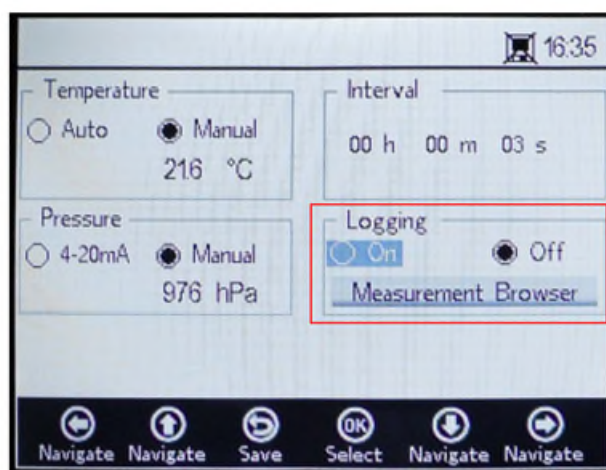 16:35
Temperature
Auto Manual
21.6 °C
Interval
00 h 00 m 03 s
Pressure
4-20mA Manual
976 hPa
Logging
On Off
Measurement Browser
Navigate Navigate Save OK Select Navigate Navigate